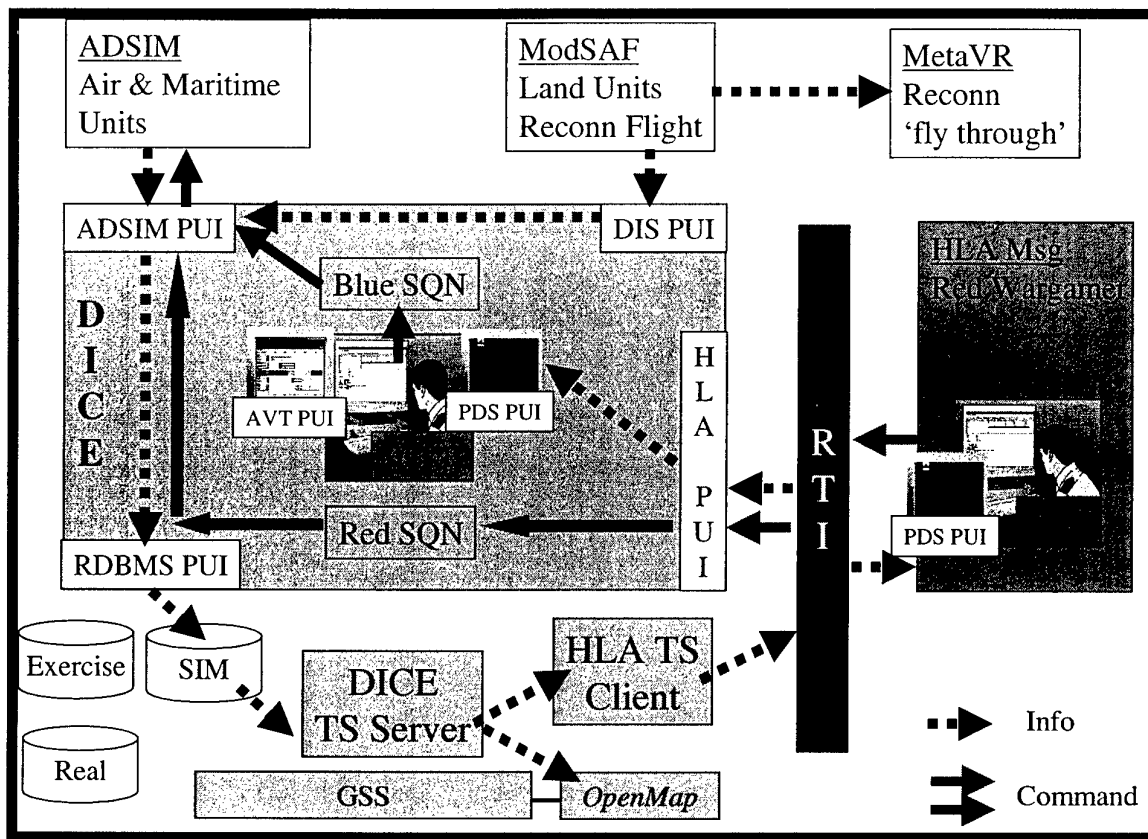 ADSIM
Air & Maritime
Units
ModSAF
Land Units
Reconn Flight
MetaVR
Reconn
‘fly through’
ADSIM PUI
DIS PUI
HLA Msg
Red Wargamer
Blue SQN
D
I
C
E
H
L
A
P
U
I
AVT PUI
PDS PUI
R
T
I
Red SQN
PDS PUI
RDBMS PUI
Exercise
SIM
DICE
TS Server
HLA TS
Client
Info
Real
GSS
OpenMap
Command